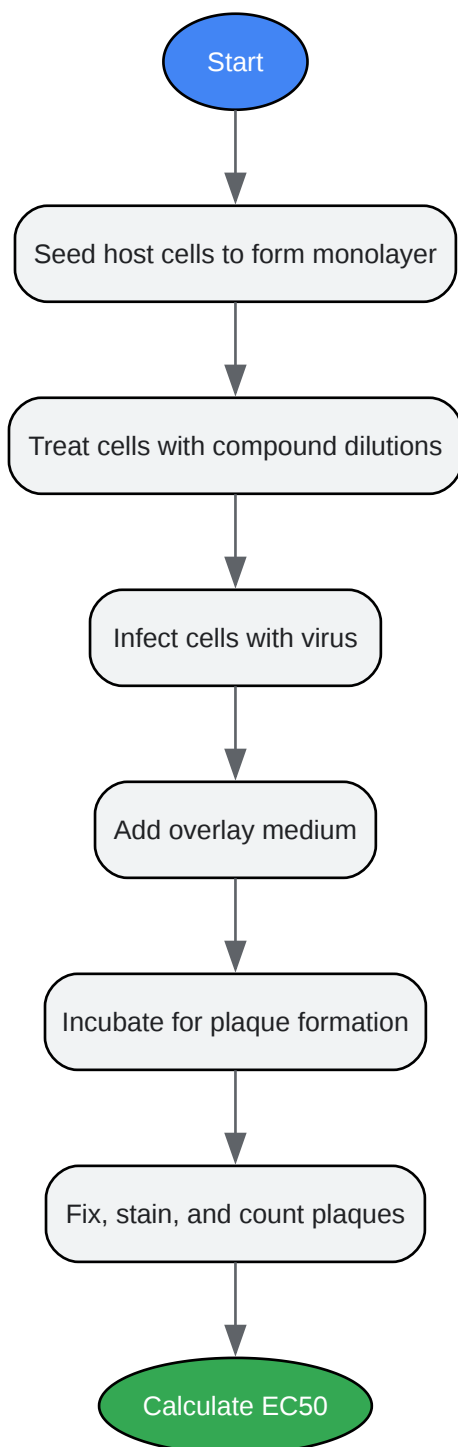 Start
Seed host cells to form monolayer
Treat cells with compound dilutions
Infect cells with virus
Add overlay medium
Incubate for plaque formation
Fix, stain, and count plaques
Calculate EC50